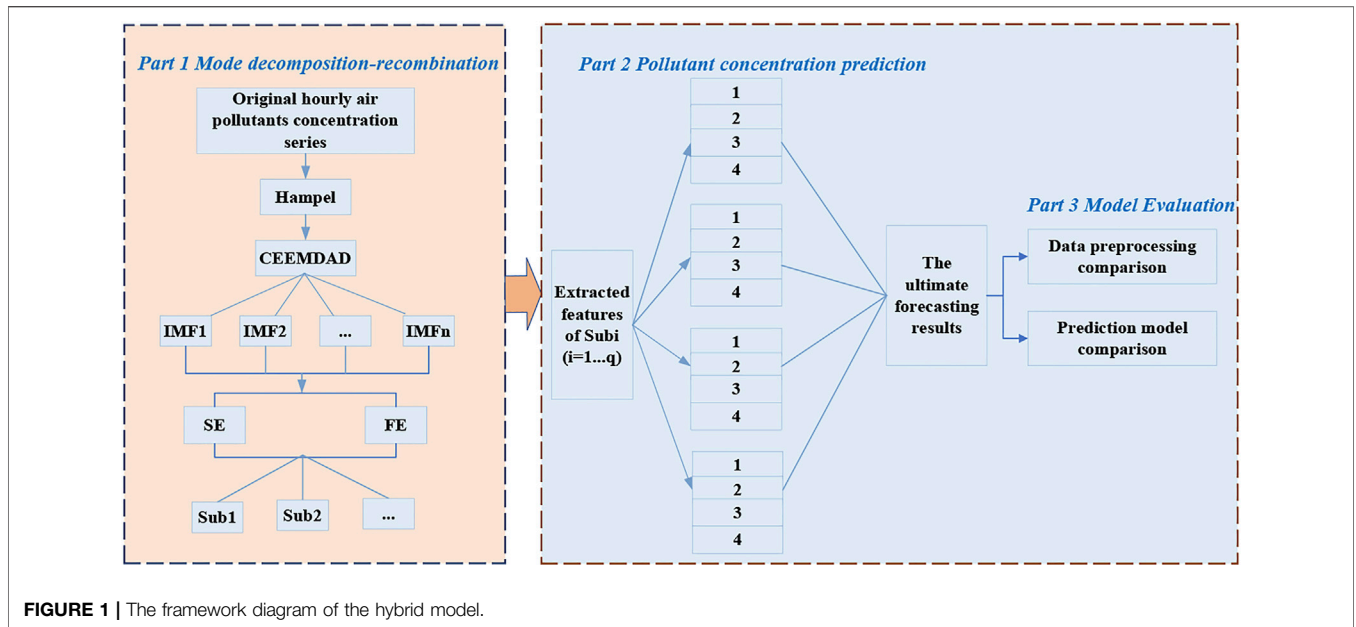 Part 1 Mode decomposition-recombination
Original hourly air
pollutants concentration
series
Hampel
CEEMDAD
IMF1
IMF2
...
IMFn
SE
FE
Sub1
Sub2
...
Part 2 Pollutant concentration prediction
Extracted
features
of Subi
(i=1...q)
1
2
3
4
1
2
3
4
1
2
3
4
1
2
3
4
The
ultimate
forecasting
results
Part 3 Model Evaluation
Data preprocessing
comparison
Prediction model
comparison
FIGURE 1 | The framework diagram of the hybrid model.